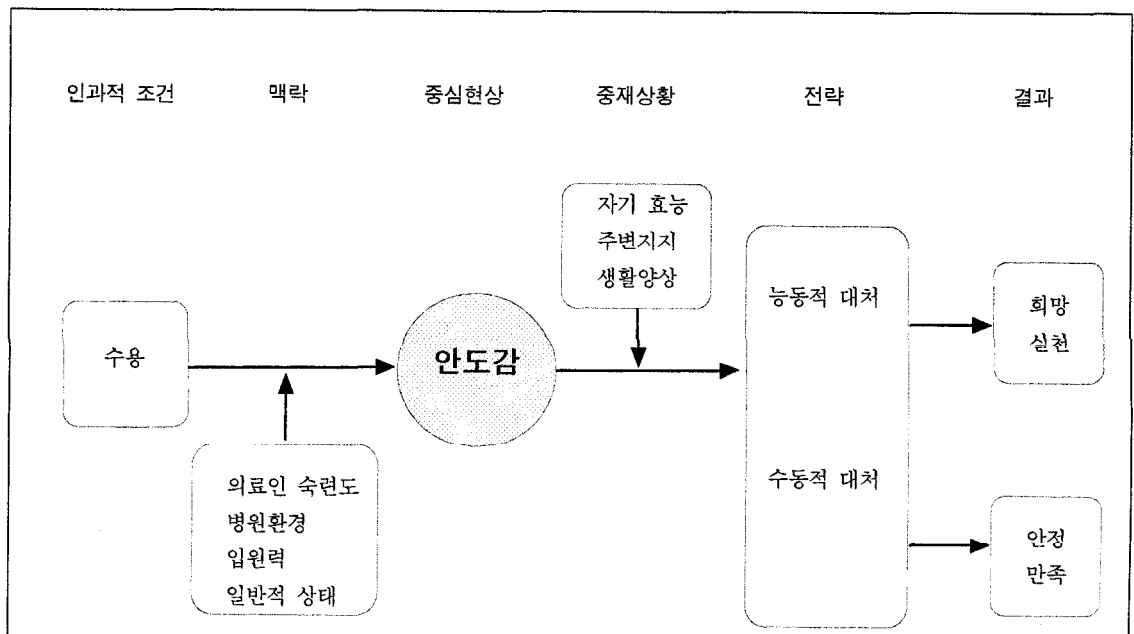 인과적 조건 맥락 중심현상 중재상황 전략 결과
자기 효능
주변지지
생활양상
수용
안도감
능동적 대처
수동적 대처
희망
실천
의료인 숙련도
병원환경
입원력
일반적 상태
안정
만족